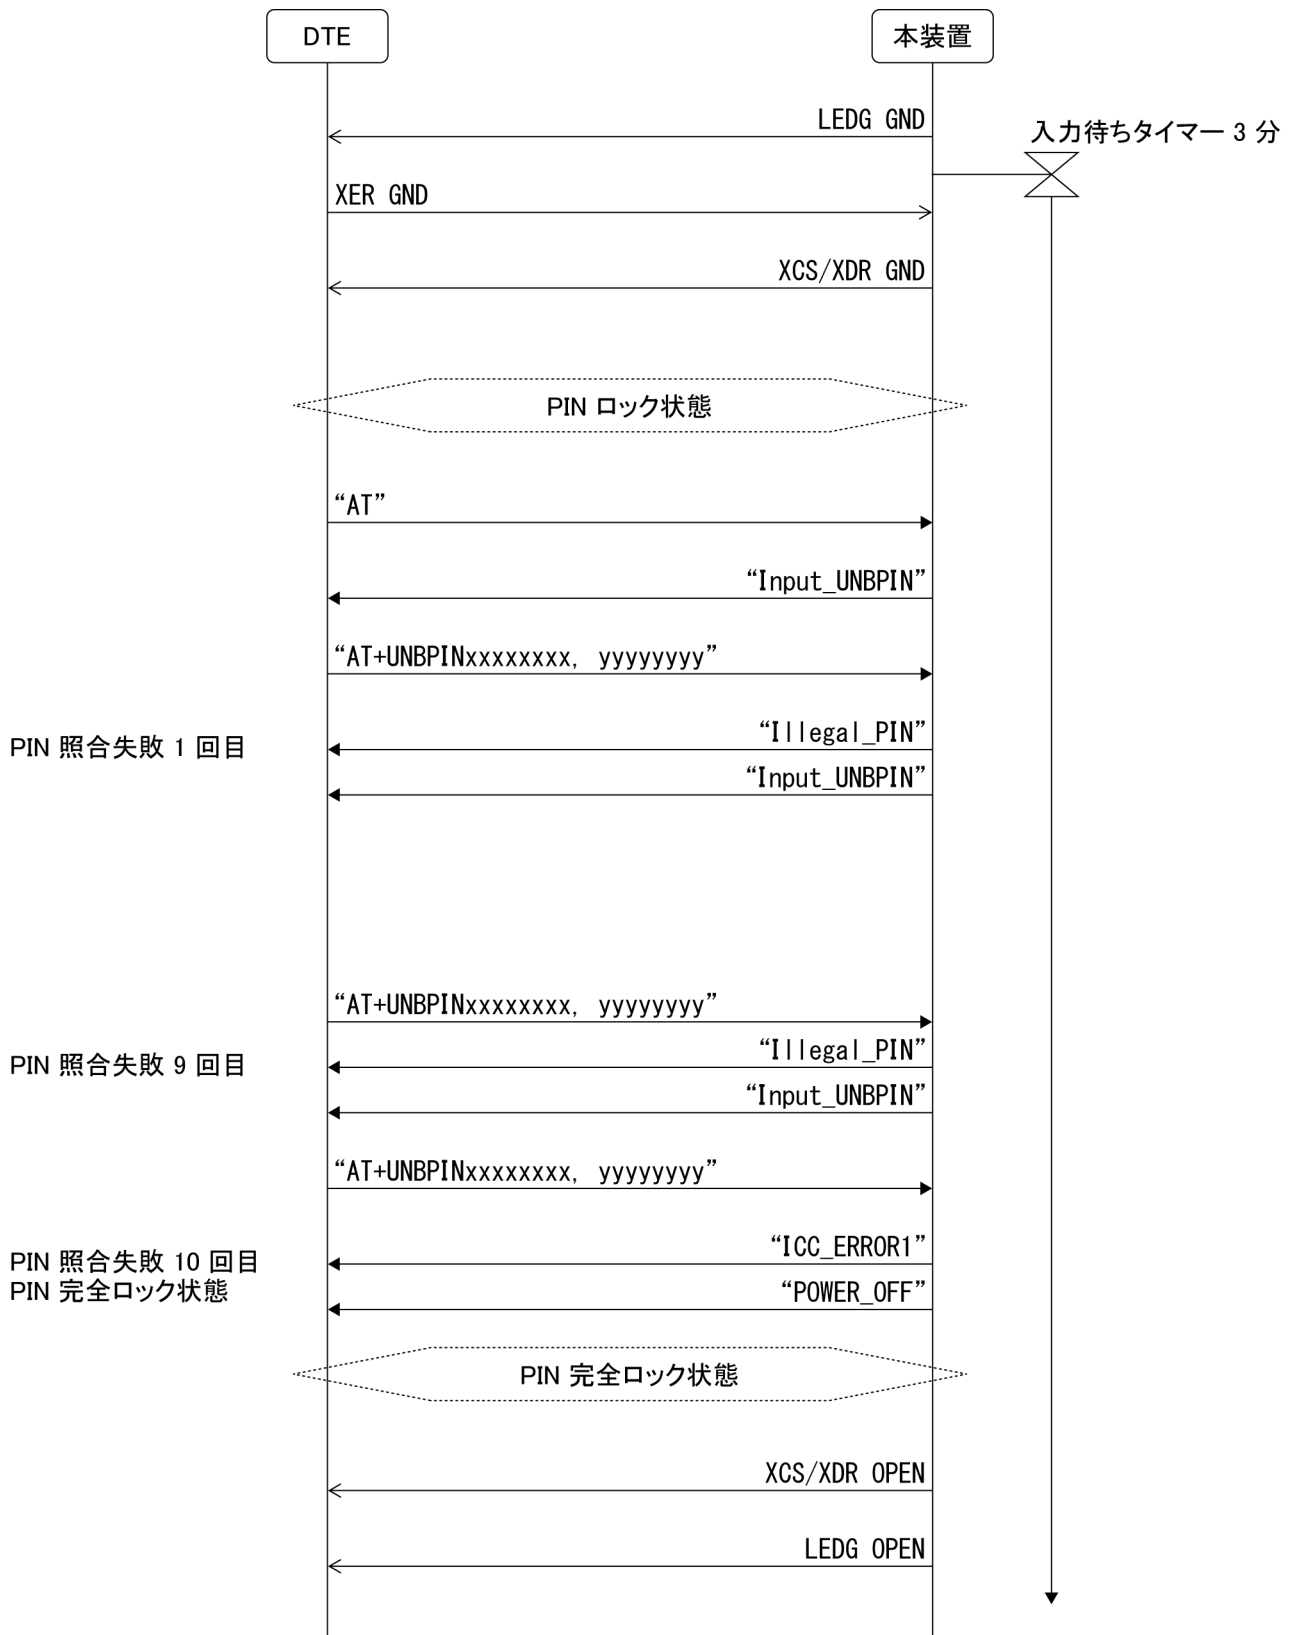 DTE
本装置
LEDG GND
入力待ちタイマー 3 分
XER GND
XCS/XDR GND
PIN ロック状態
“AT”
“Input_UNBPIN”
“AT+UNBPINxxxxxxxx, yyyyyyyy”
“Illegal_PIN”
PIN 照合失敗 1 回目
“Input_UNBPIN”
“AT+UNBPINxxxxxxxx, yyyyyyyy”
“Illegal_PIN”
PIN 照合失敗 9 回目
“Input_UNBPIN”
“AT+UNBPINxxxxxxxx, yyyyyyyy”
“ICC_ERROR1”
PIN 照合失敗 10 回目
PIN 完全ロック状態
“POWER_OFF”
PIN 完全ロック状態
XCS/XDR OPEN
LEDG OPEN